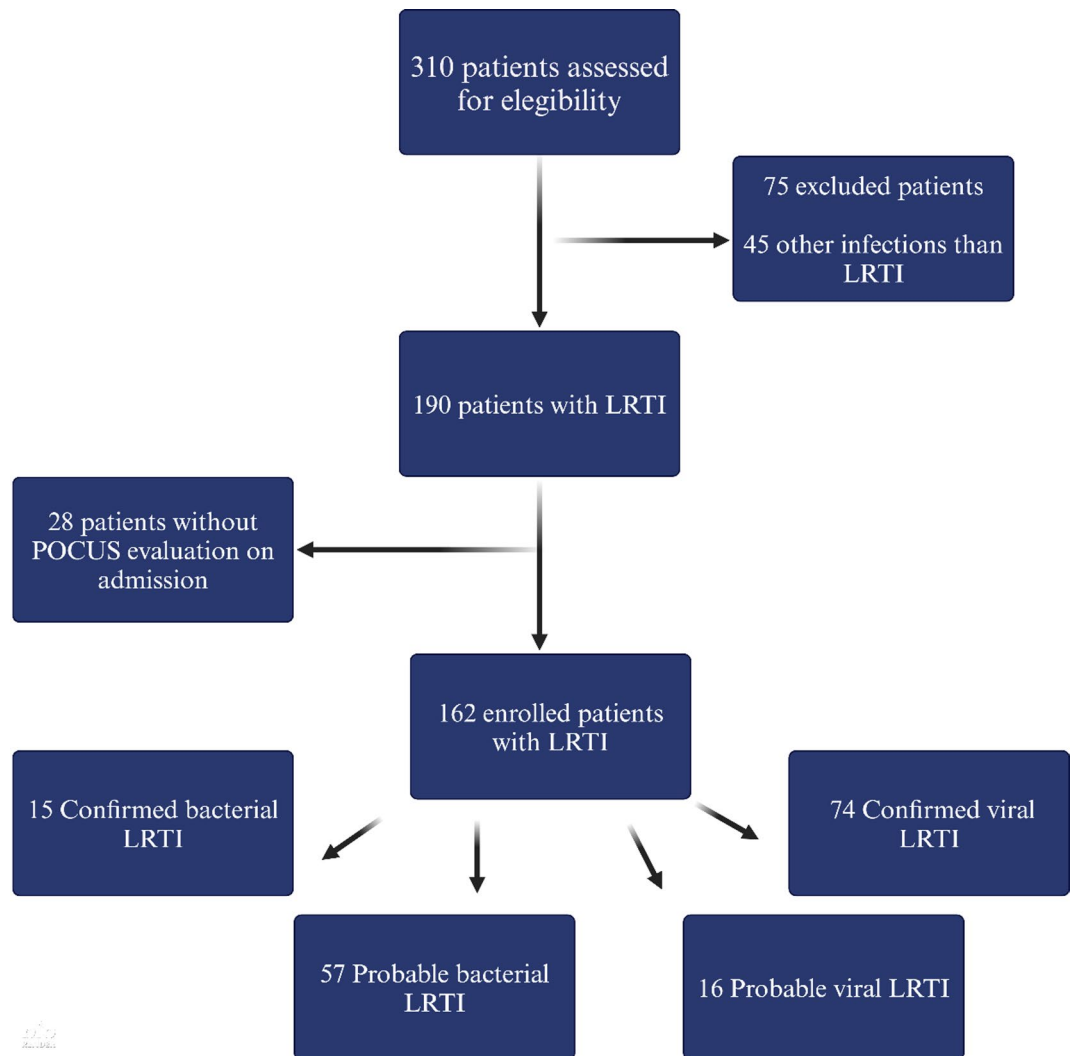 310 patients assessed
for elegibility
75 excluded patients
45 other infections than
LRTI
190 patients with LRTI
28 patients without
POCUS evaluation on
admission
162 enrolled patients
with LRTI
15 Confirmed bacterial
LRTI
74 Confirmed viral
LRTI
57 Probable bacterial
LRTI
16 Probable viral LRTI